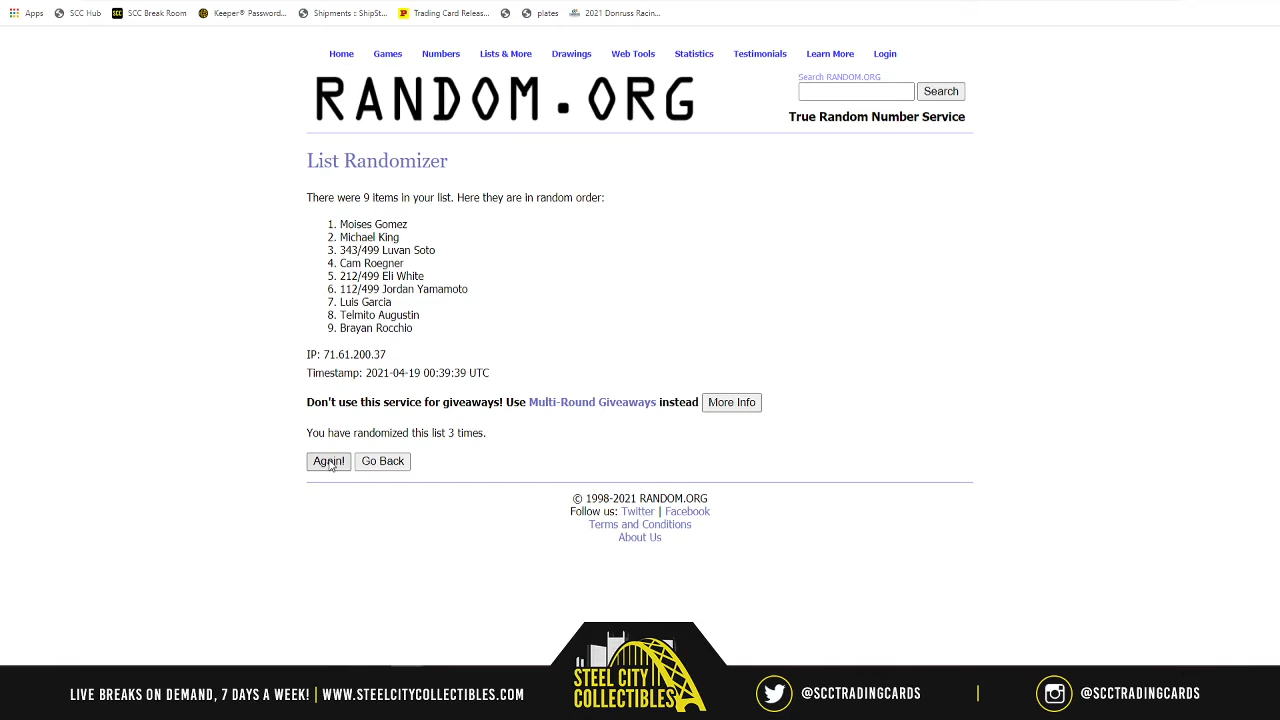 Apps SCC Hub SCC SCC Break Room Keeper® Password... Shipments :: ShipSt... Trading Card Releas... plates 2021 Donruss Racin...
Home Games Numbers Lists & More Drawings Web Tools Statistics Testimonials Learn More Login
RANDOM.ORG
Search RANDOM.ORG
Search
True Random Number Service
List Randomizer
There were 9 items in your list. Here they are in random order:
1. Moises Gomez
2. Michael King
3. 343/499 Luvan Soto
4. Cam Roegner
5. 212/499 Eli White
6. 112/499 Jordan Yamamoto
7. Luis Garcia
8. Telmito Augustin
9. Brayan Rocchio
IP: 71.61.200.37
Timestamp: 2021-04-19 00:39:39 UTC
Don't use this service for giveaways! Use Multi-Round Giveaways instead More Info
You have randomized this list 3 times.
Again! Go Back
© 1998-2021 RANDOM.ORG
Follow us: Twitter | Facebook
Terms and Conditions
About Us
LIVE BREAKS ON DEMAND, 7 DAYS A WEEK! | WWW.STEELCITYCOLLECTIBLES.COM
STEEL CITY
COLLECTIBLES
@SCCTRADINGCARDS | @SCCTRADINGCARDS